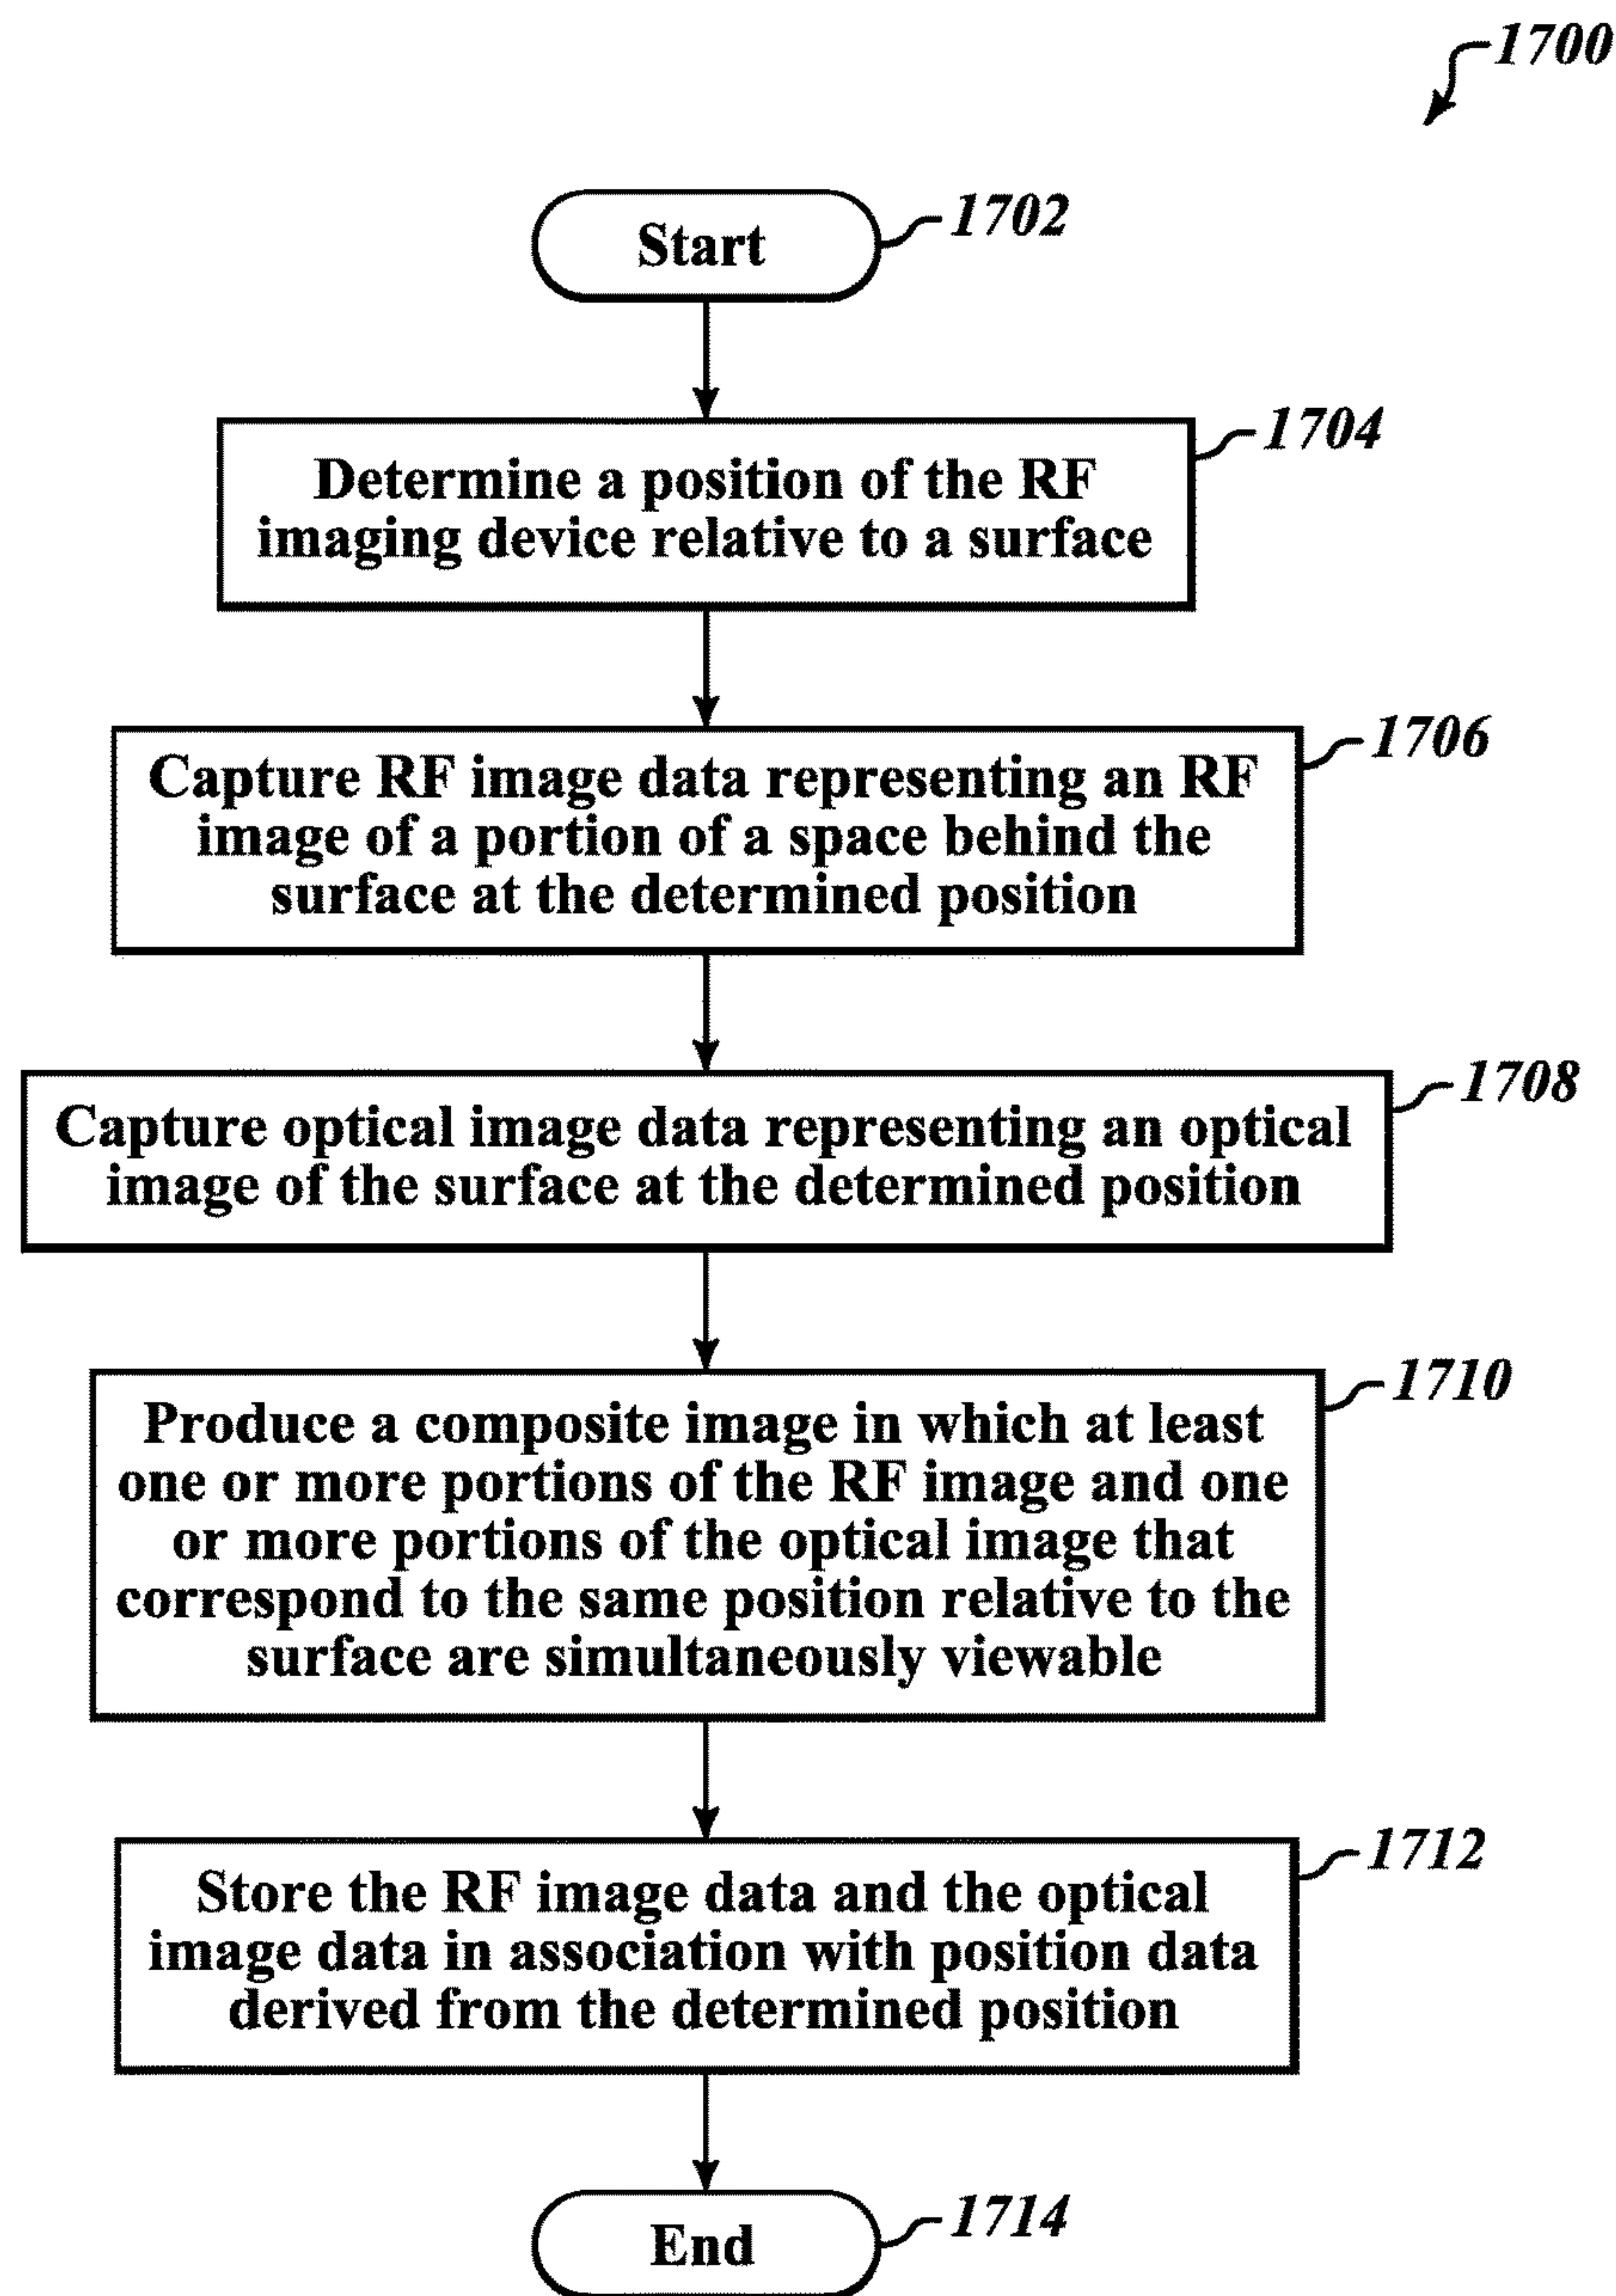 1700
Start
1702
Determine a position of the RF
imaging device relative to a surface
1704
Capture RF image data representing an RF
image of a portion of a space behind the
surface at the determined position
1706
Capture optical image data representing an optical
image of the surface at the determined position
1708
Produce a composite image in which at least
one or more portions of the RF image and one
or more portions of the optical image that
correspond to the same position relative to the
surface are simultaneously viewable
1710
Store the RF image data and the optical
image data in association with position data
derived from the determined position
1712
End
1714